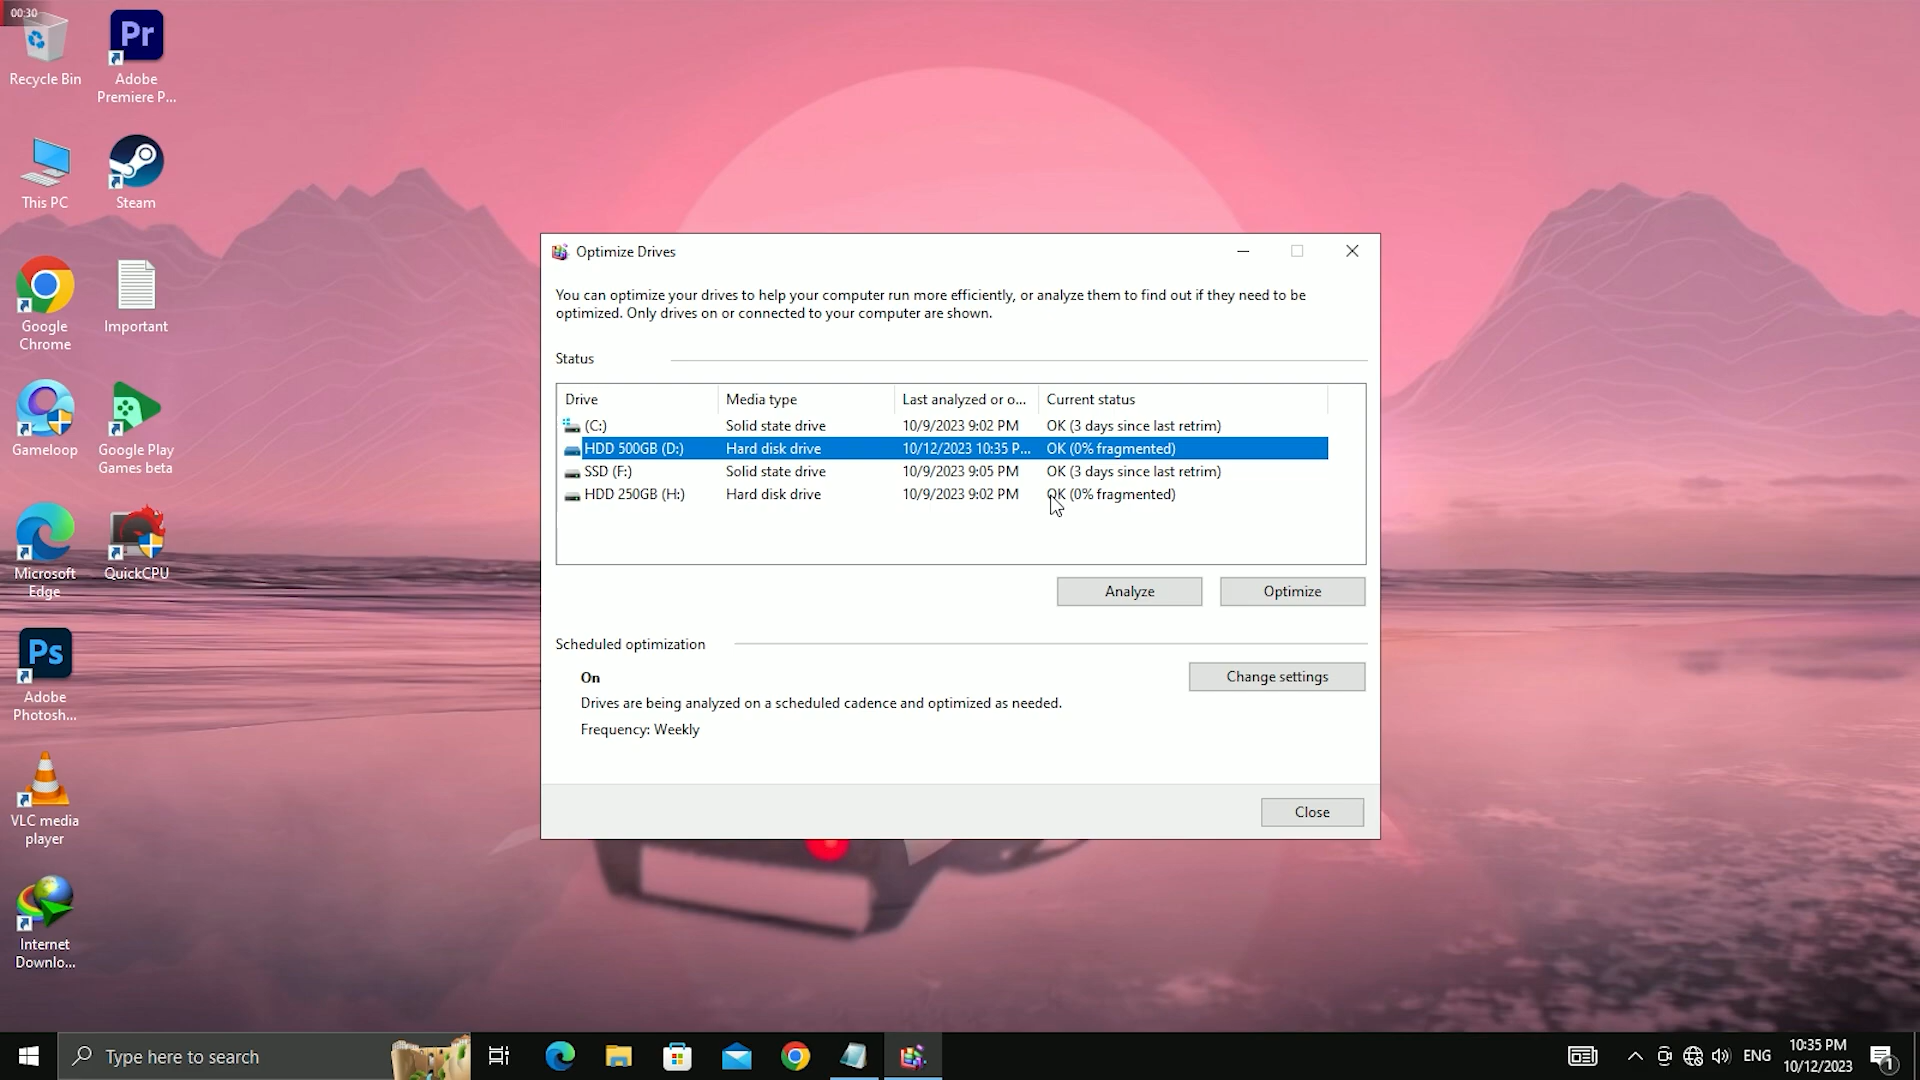 00:30
Recycle Bin
Pr
Adobe
Premiere P...
This PC
Steam
Google
Chrome
Important
Gameloop
Google Play
Games beta
Microsoft
Edge
QuickCPU
Ps
Adobe
Photosh...
VLC media
player
Internet
Downlo...
Optimize Drives
You can optimize your drives to help your computer run more efficiently, or analyze them to find out if they need to be
optimized. Only drives on or connected to your computer are shown.
Status
Drive Media type Last analyzed or o... Current status
(C:) Solid state drive 10/9/2023 9:02 PM OK (3 days since last retrim)
HDD 500GB (D:) Hard disk drive 10/12/2023 10:35 P... OK (0% fragmented)
SSD (F:) Solid state drive 10/9/2023 9:05 PM OK (3 days since last retrim)
HDD 250GB (H:) Hard disk drive 10/9/2023 9:02 PM OK (0% fragmented)
Analyze Optimize
Scheduled optimization
On
Change settings
Drives are being analyzed on a scheduled cadence and optimized as needed.
Frequency: Weekly
Close
Type here to search
ENG
10:35 PM
10/12/2023
1